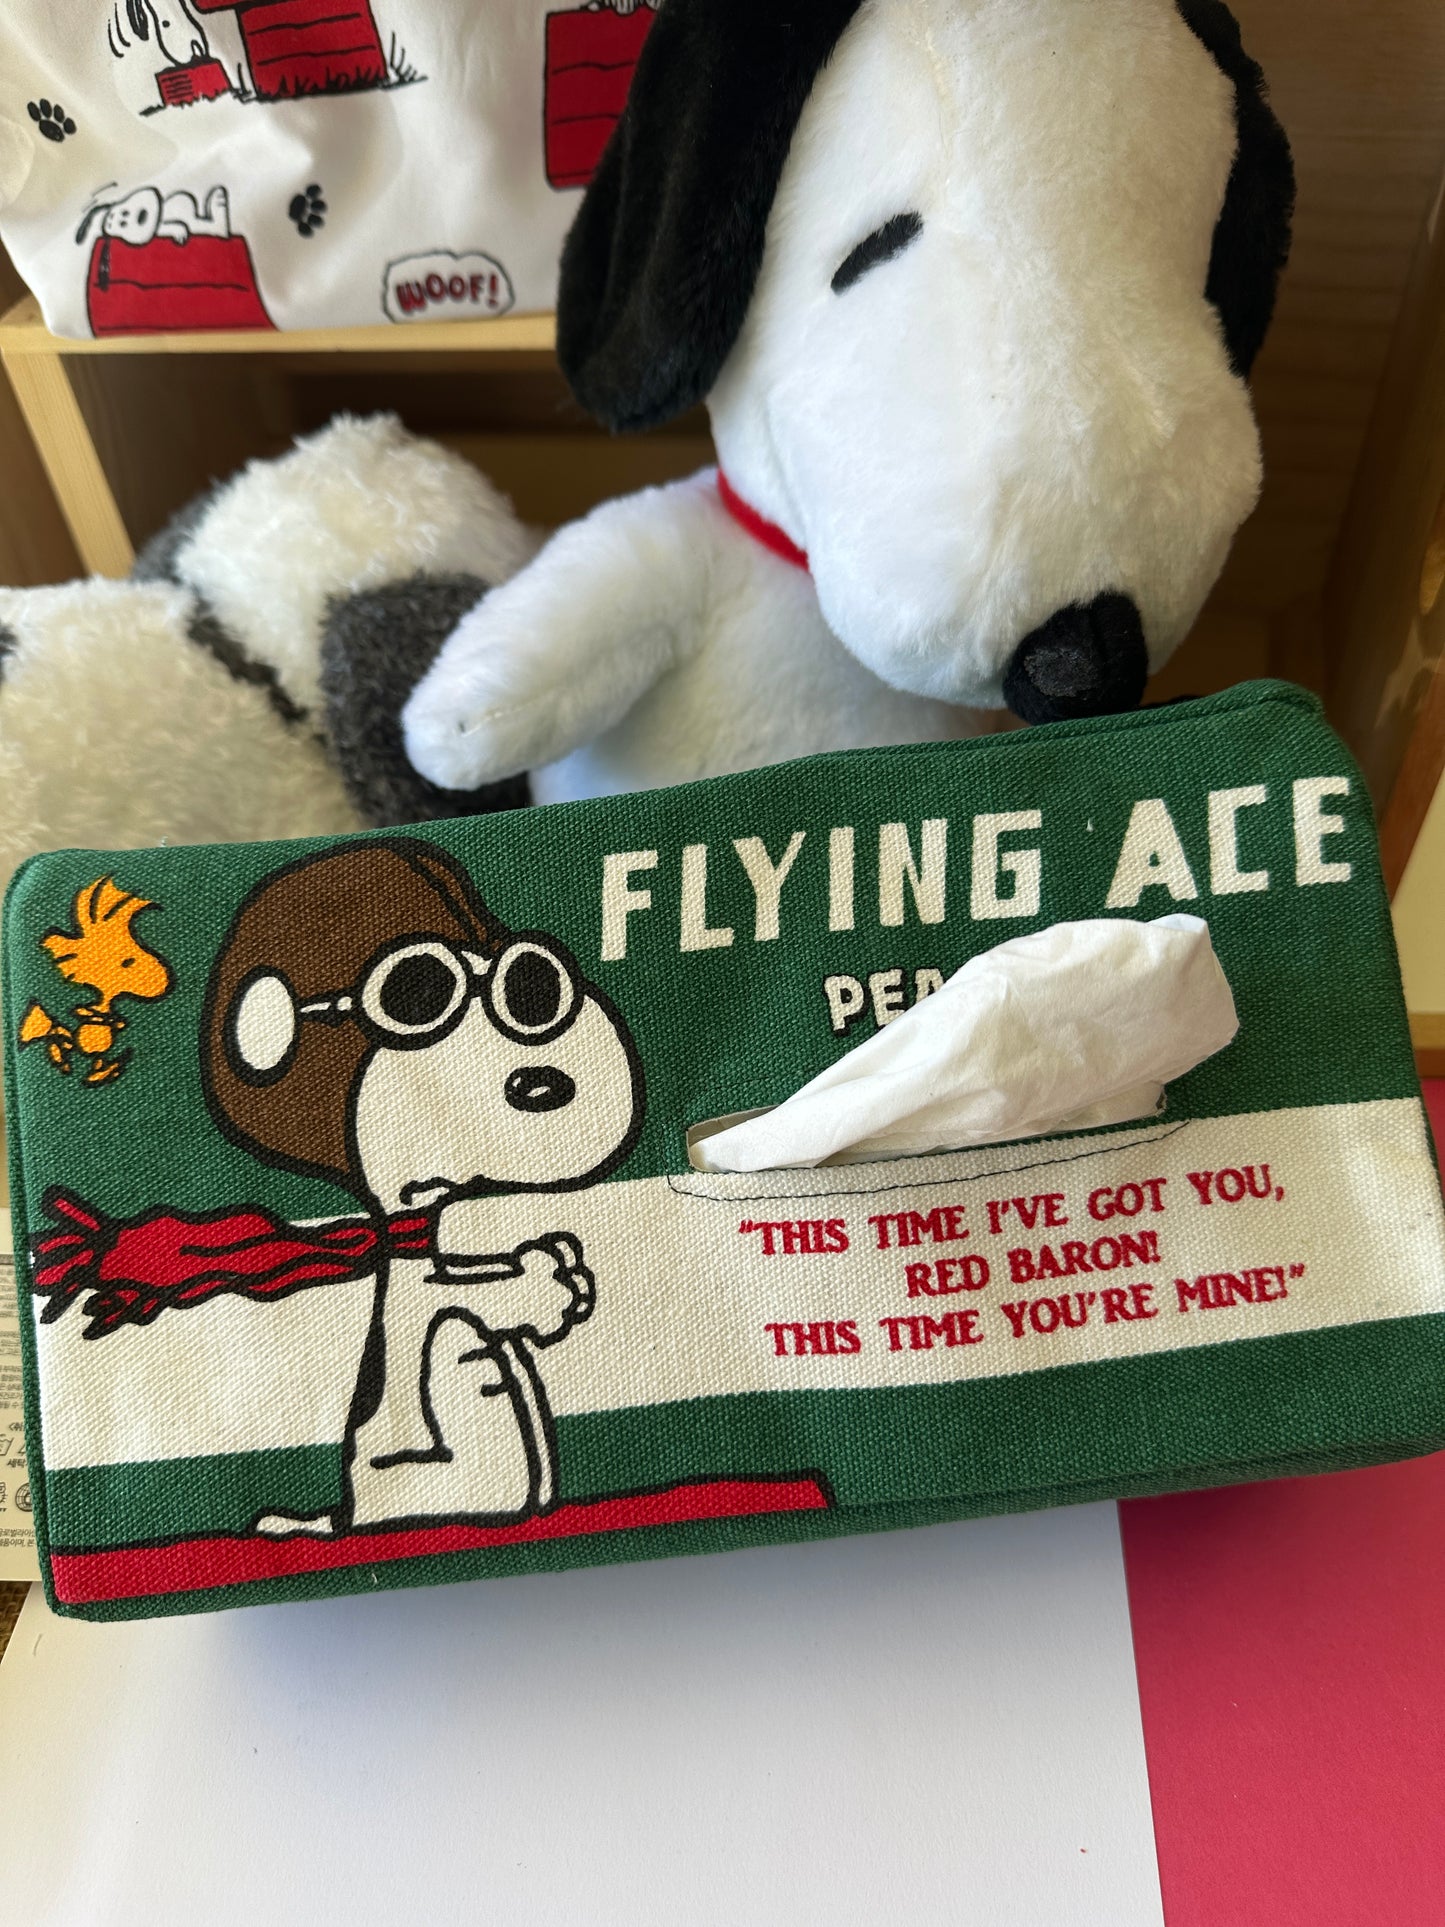 WOOF!
FLYING ACE
"THIS TIME I'VE GOT YOU,
RED BARON!
THIS TIME YOU'RE MINE!"